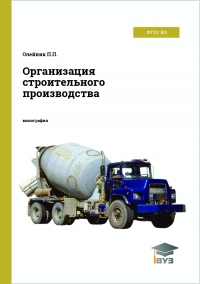 ФГОС ВО
Олейник П.П.
Организация
строительного
производства
монография
ВУЗ